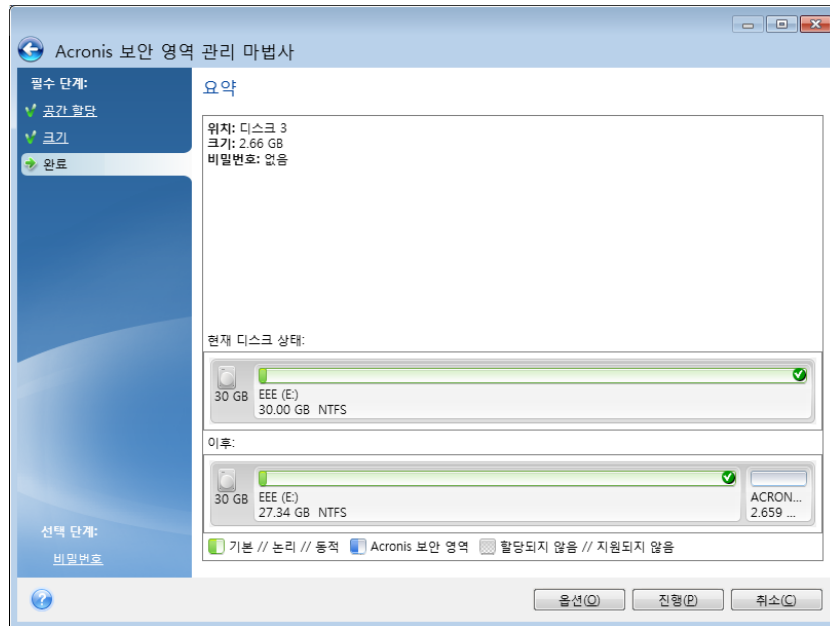 Acronis 보안 영역 관리 마법사
필수 단계:
공간 할당
크기
완료
선택 단계:
비밀번호
요약
위치: 디스크 3
크기: 2.66 GB
비밀번호: 없음
현재 디스크 상태:
30 GB
EEE (E:)
30.00 GB NTFS
이후:
30 GB
EEE (E:)
27.34 GB NTFS
ACRON...
2.659 ...
기본 // 논리 // 동적 Acronis 보안 영역 할당되지 않음 // 지원되지 않음
옵션(O) 진행(P) 취소(C)